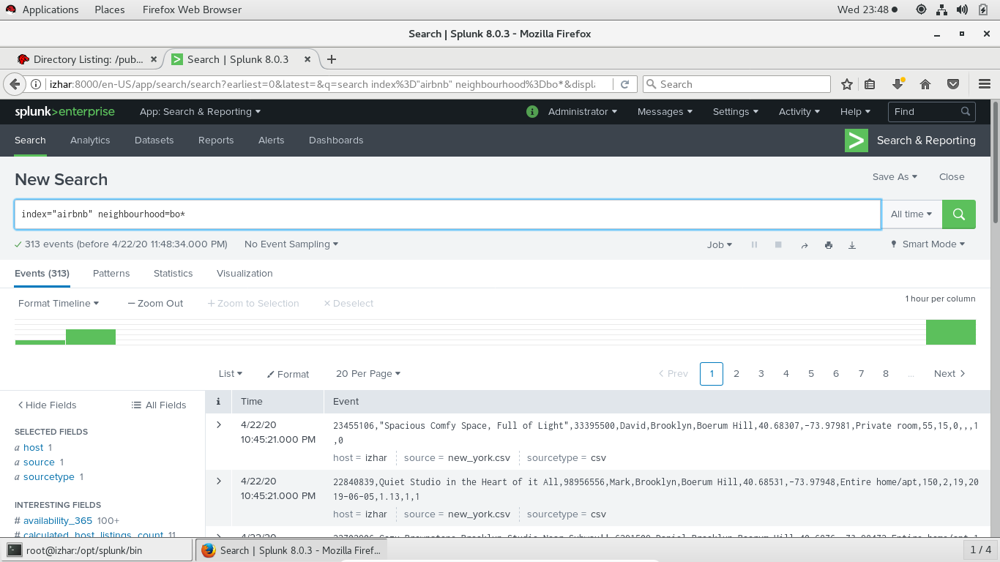 Applications Places Firefox Web Browser Wed 23:48
Search | Splunk 8.0.3 - Mozilla Firefox
Directory Listing: /pub... Search | Splunk 8.0.3
izhar:8000/en-US/app/search/search?earliest=0&latest=&q=search index%3D"airbnb" neighbourhood%3Dbo*&displ Search
splunk>enterprise App: Search & Reporting Administrator Messages Settings Activity Help Find
Search Analytics Datasets Reports Alerts Dashboards Search & Reporting
New Search Save As Close
index="airbnb" neighbourhood=bo* All time
313 events (before 4/22/20 11:48:34.000 PM) No Event Sampling Job Smart Mode
Events (313) Patterns Statistics Visualization
Format Timeline — Zoom Out + Zoom to Selection × Deselect 1 hour per column
List Format 20 Per Page < Prev 1 2 3 4 5 6 7 8 ... Next >
< Hide Fields All Fields i Time Event
SELECTED FIELDS
a host 1
a source 1
a sourcetype 1
INTERESTING FIELDS
# availability_365 100+
# calculated_host_listings_count 11
> 4/22/20 10:45:21.000 PM
23455106,"Spacious Comfy Space, Full of Light",33395500,David,Brooklyn,Boerum Hill,40.68307,-73.97981,Private room,55,15,0,,,1
,0
host = izhar source = new_york.csv sourcetype = csv
> 4/22/20 10:45:21.000 PM
22840839,Quiet Studio in the Heart of it All,98956556,Mark,Brooklyn,Boerum Hill,40.68531,-73.97948,Entire home/apt,150,2,19,20
19-06-05,1.13,1,1
host = izhar source = new_york.csv sourcetype = csv
root@izhar:/opt/splunk/bin Search | Splunk 8.0.3 - Mozilla Firef... 1 / 4